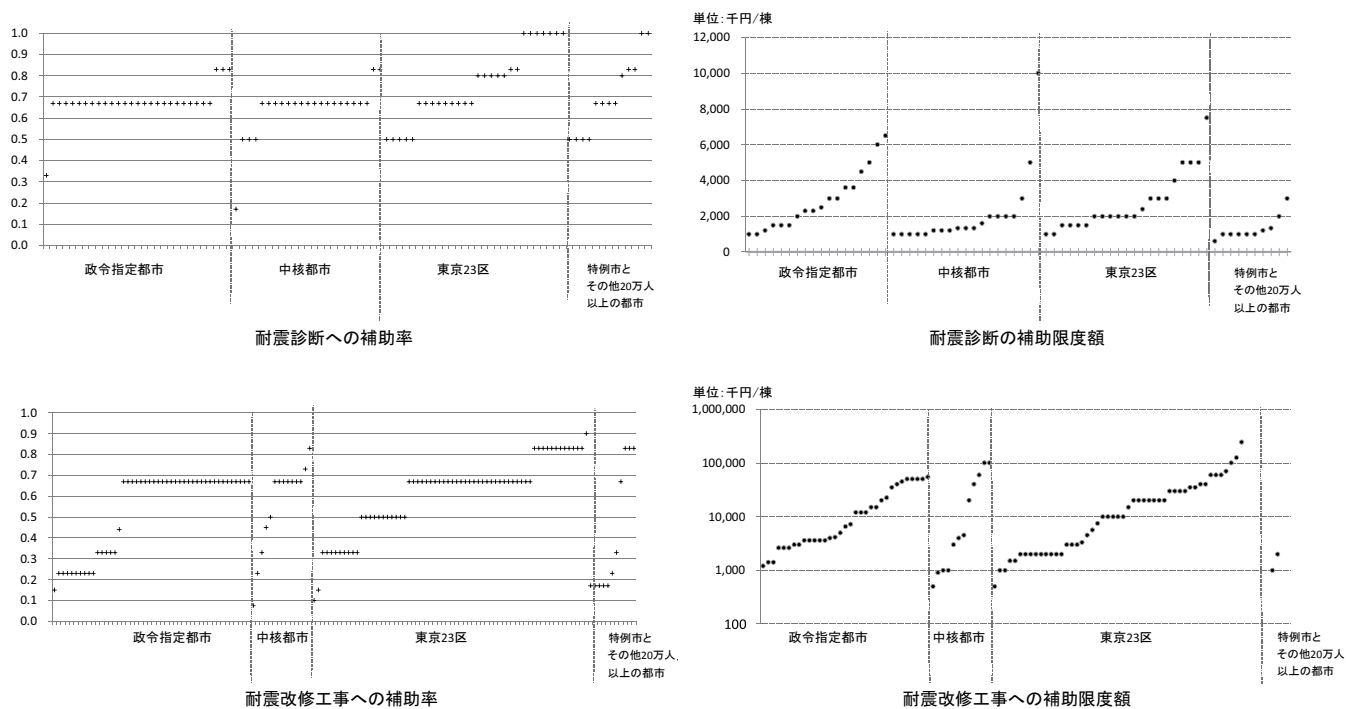 1.0
0.9
0.8
0.7
0.6
0.5
0.4
0.3
0.2
0.1
0.0
政令指定都市
中核都市
東京23区
特例市と
その他20万人
以上の都市
耐震診断への補助率
単位：千円/棟
12,000
10,000
8,000
6,000
4,000
2,000
0
政令指定都市
中核都市
東京23区
特例市と
その他20万人
以上の都市
耐震診断の補助限度額
1.0
0.9
0.8
0.7
0.6
0.5
0.4
0.3
0.2
0.1
0.0
政令指定都市
中核都市
東京23区
特例市と
その他20万人
以上の都市
耐震改修工事への補助率
単位：千円/棟
1,000,000
100,000
10,000
1,000
100
政令指定都市
中核都市
東京23区
特例市と
その他20万人
以上の都市
耐震改修工事への補助限度額